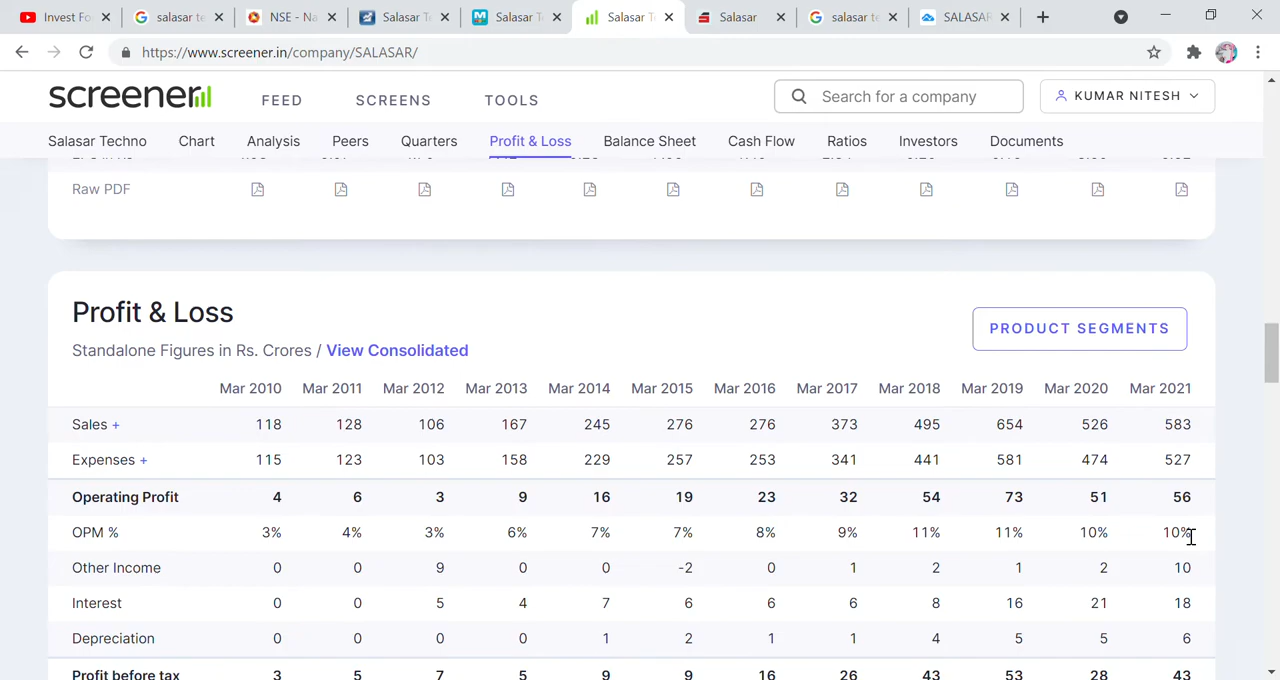 Invest Fo
salasar te
NSE - Na
Salasar T
Salasar T
Salasar T
Salasar
salasar te
SALASAR
https://www.screener.in/company/SALASAR/
screener
FEED
SCREENS
TOOLS
Search for a company
KUMAR NITESH
Salasar Techno Chart Analysis Peers Quarters Profit & Loss Balance Sheet Cash Flow Ratios Investors Documents
Raw PDF
Profit & Loss
PRODUCT SEGMENTS
Standalone Figures in Rs. Crores / View Consolidated
Mar 2010 Mar 2011 Mar 2012 Mar 2013 Mar 2014 Mar 2015 Mar 2016 Mar 2017 Mar 2018 Mar 2019 Mar 2020 Mar 2021
Sales + 118 128 106 167 245 276 276 373 495 654 526 583
Expenses + 115 123 103 158 229 257 253 341 441 581 474 527
Operating Profit 4 6 3 9 16 19 23 32 54 73 51 56
OPM % 3% 4% 3% 6% 7% 7% 8% 9% 11% 11% 10% 10%
Other Income 0 0 9 0 0 -2 0 1 2 1 2 10
Interest 0 0 5 4 7 6 6 6 8 16 21 18
Depreciation 0 0 0 0 1 2 1 1 4 5 5 6
Profit before tax 3 5 7 5 9 9 16 26 43 53 28 43